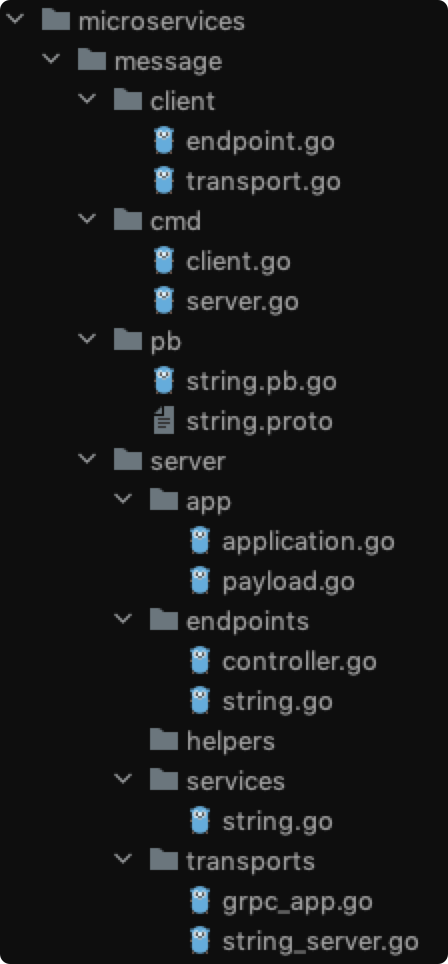 microservices
message
client
endpoint.go
transport.go
cmd
client.go
server.go
pb
string.pb.go
string.proto
server
app
application.go
payload.go
endpoints
controller.go
string.go
helpers
services
string.go
transports
grpc_app.go
string_server.go